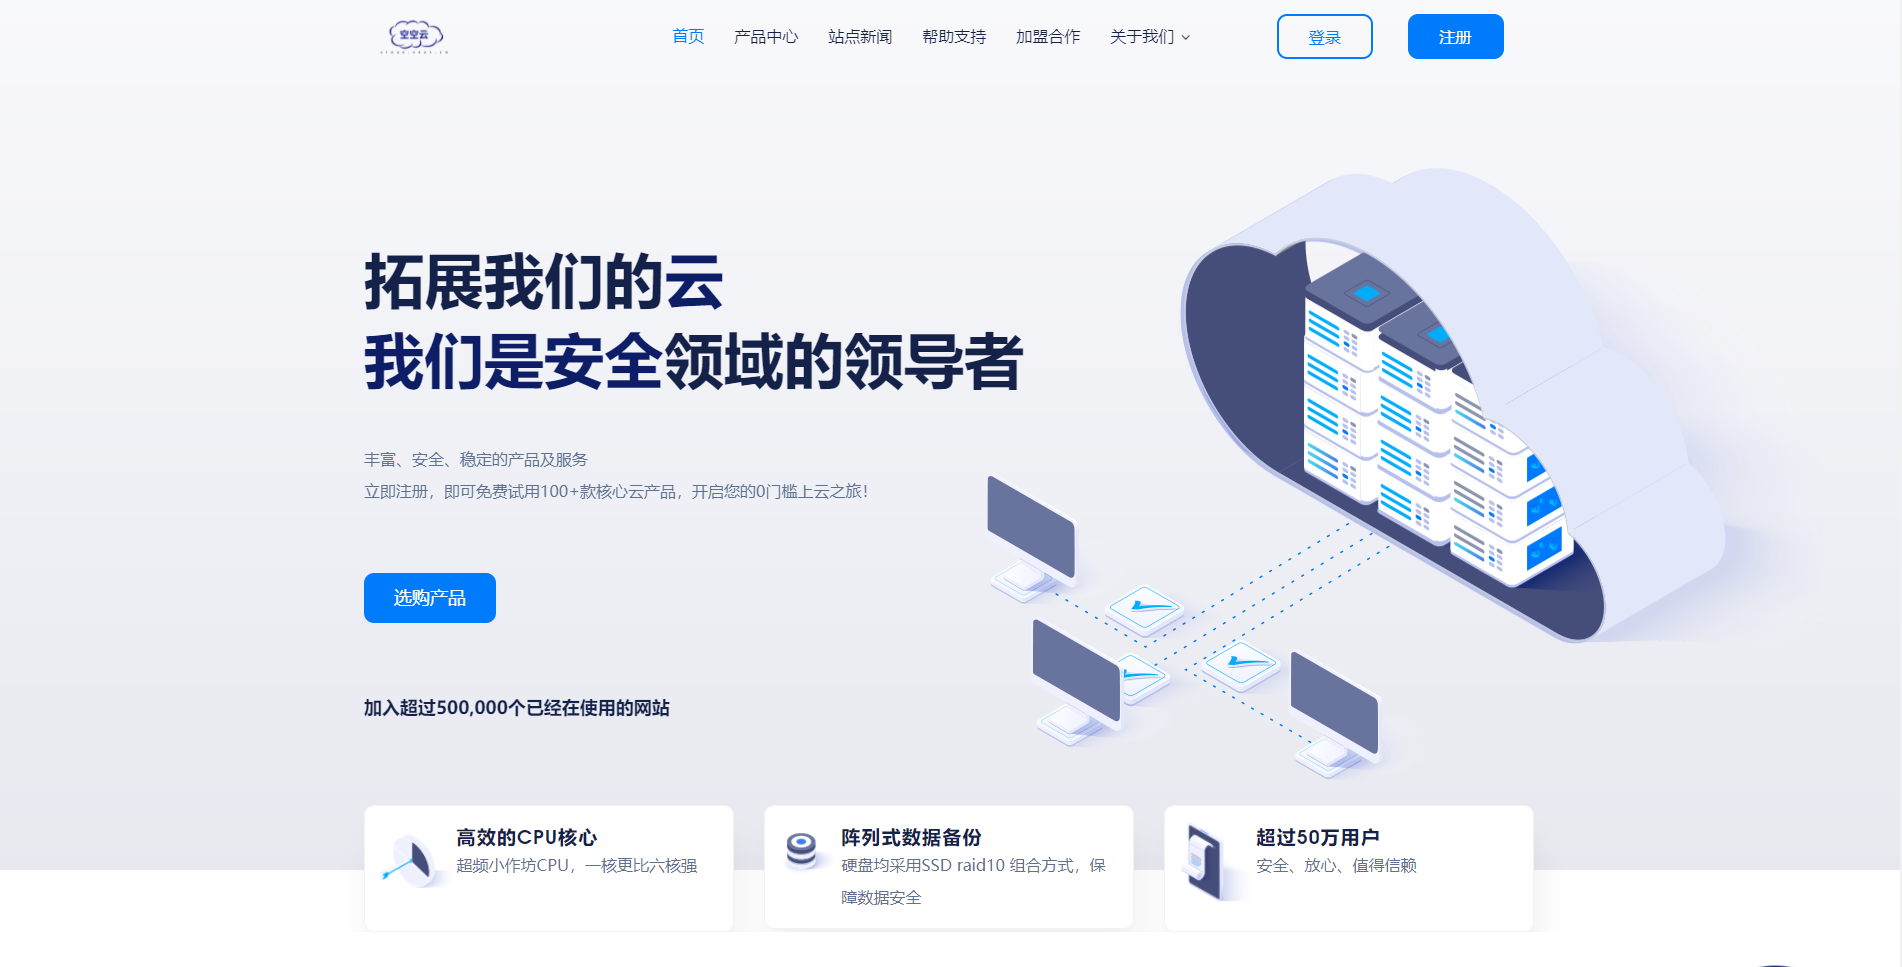 空空云
首页 产品中心 站点新闻 帮助支持 加盟合作 关于我们
登录 注册
拓展我们的云
我们是安全领域的领导者
丰富、安全、稳定的产品及服务
立即注册，即可免费试用100+款核心云产品，开启您的0门槛上云之旅！
选购产品
加入超过500,000个已经在使用的网站
高效的CPU核心
超频小作坊CPU，一核更比六核强
阵列式数据备份
硬盘均采用SSD raid10 组合方式，保
障数据安全
超过50万用户
安全、放心、值得信赖